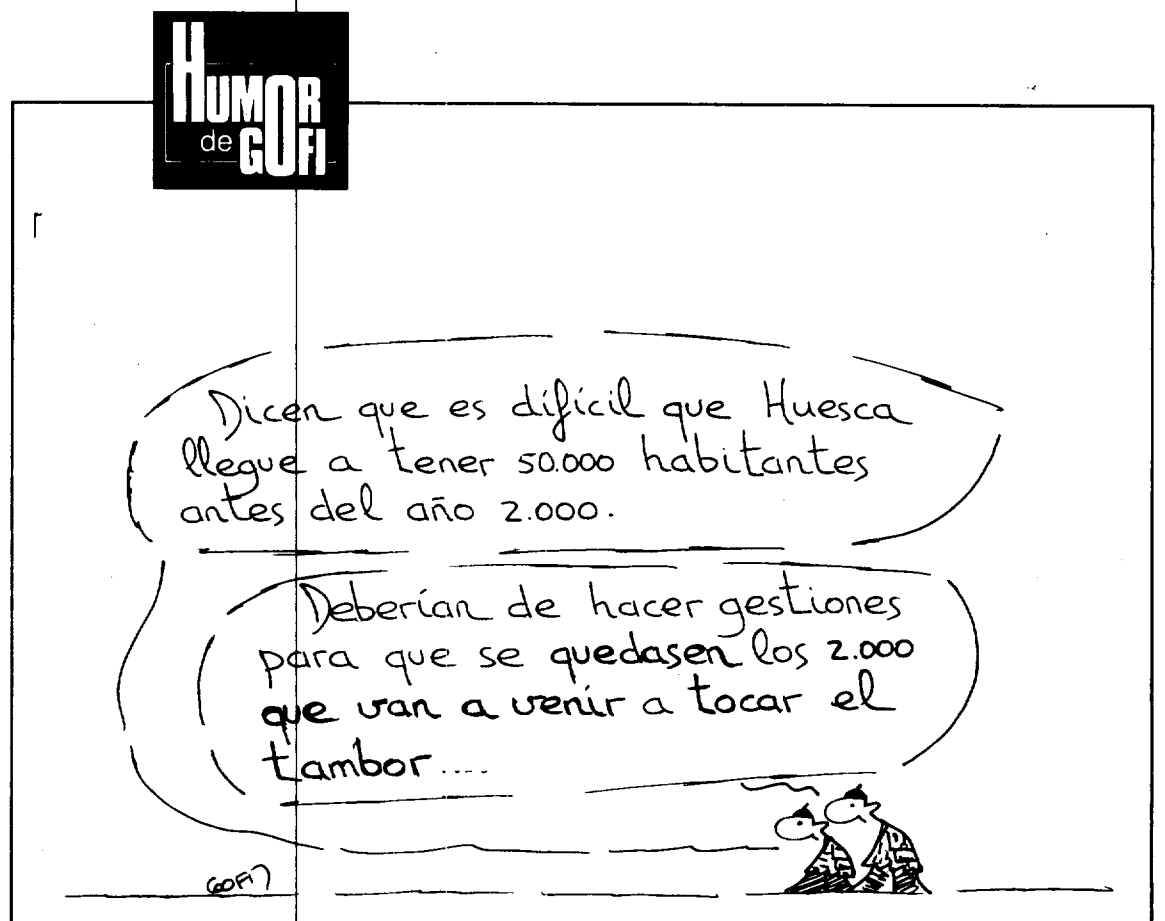 HUMOR
de GOFI
Dicen que es difícil que Huesca
llegue a tener 50.000 habitantes
antes del año 2.000.
Deberían de hacer gestiones
para que se quedasen los 2.000
que van a venir a tocar el
tambor....
GOFI